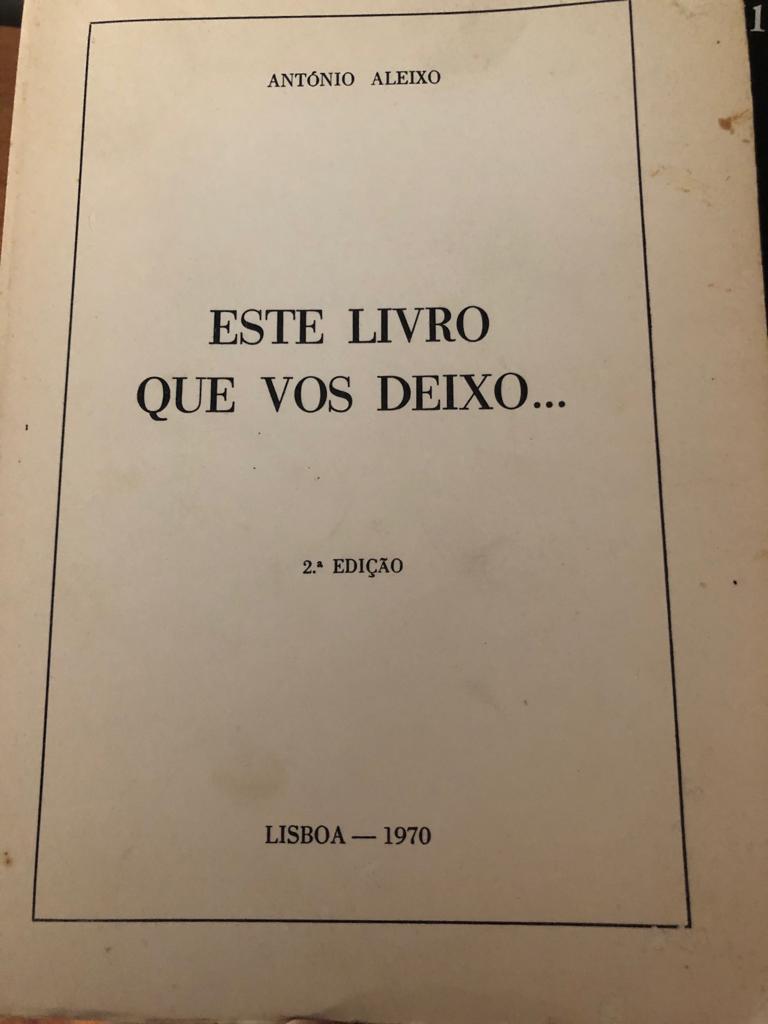 ANTÓNIO ALEIXO
ESTE LIVRO
QUE VOS DEIXO...
2.ª EDIÇÃO
LISBOA — 1970